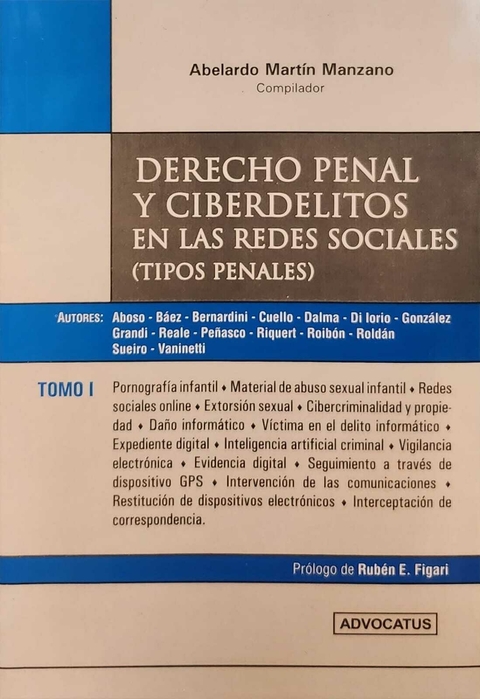 Abelardo Martín Manzano
Compilador
DERECHO PENAL
Y CIBERDELITOS
EN LAS REDES SOCIALES
(TIPOS PENALES)
AUTORES: Aboso - Báez - Bernardini - Cuello - Dalma - Di Iorio - González
Grandi - Reale - Peñasco - Riquert - Roibón - Roldán
Sueiro - Vaninetti
TOMO I Pornografía infantil ♦ Material de abuso sexual infantil ♦ Redes
sociales online ♦ Extorsión sexual ♦ Cibercriminalidad y propie-
dad ♦ Daño informático ♦ Víctima en el delito informático ♦
Expediente digital ♦ Inteligencia artificial criminal ♦ Vigilancia
electrónica ♦ Evidencia digital ♦ Seguimiento a través de
dispositivo GPS ♦ Intervención de las comunicaciones ♦
Restitución de dispositivos electrónicos ♦ Interceptación de
correspondencia.
Prólogo de Rubén E. Figari
ADVOCATUS